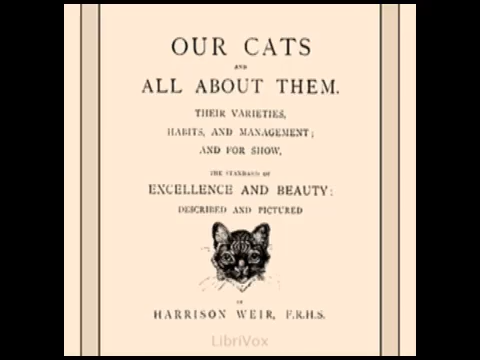 OUR CATS
AND
ALL ABOUT THEM.
THEIR VARIETIES,
HABITS, AND MANAGEMENT;
AND FOR SHOW,
THE STANDARD OF
EXCELLENCE AND BEAUTY:
DESCRIBED AND PICTURED
BY
HARRISON WEIR, F.R.H.S.
LibriVox